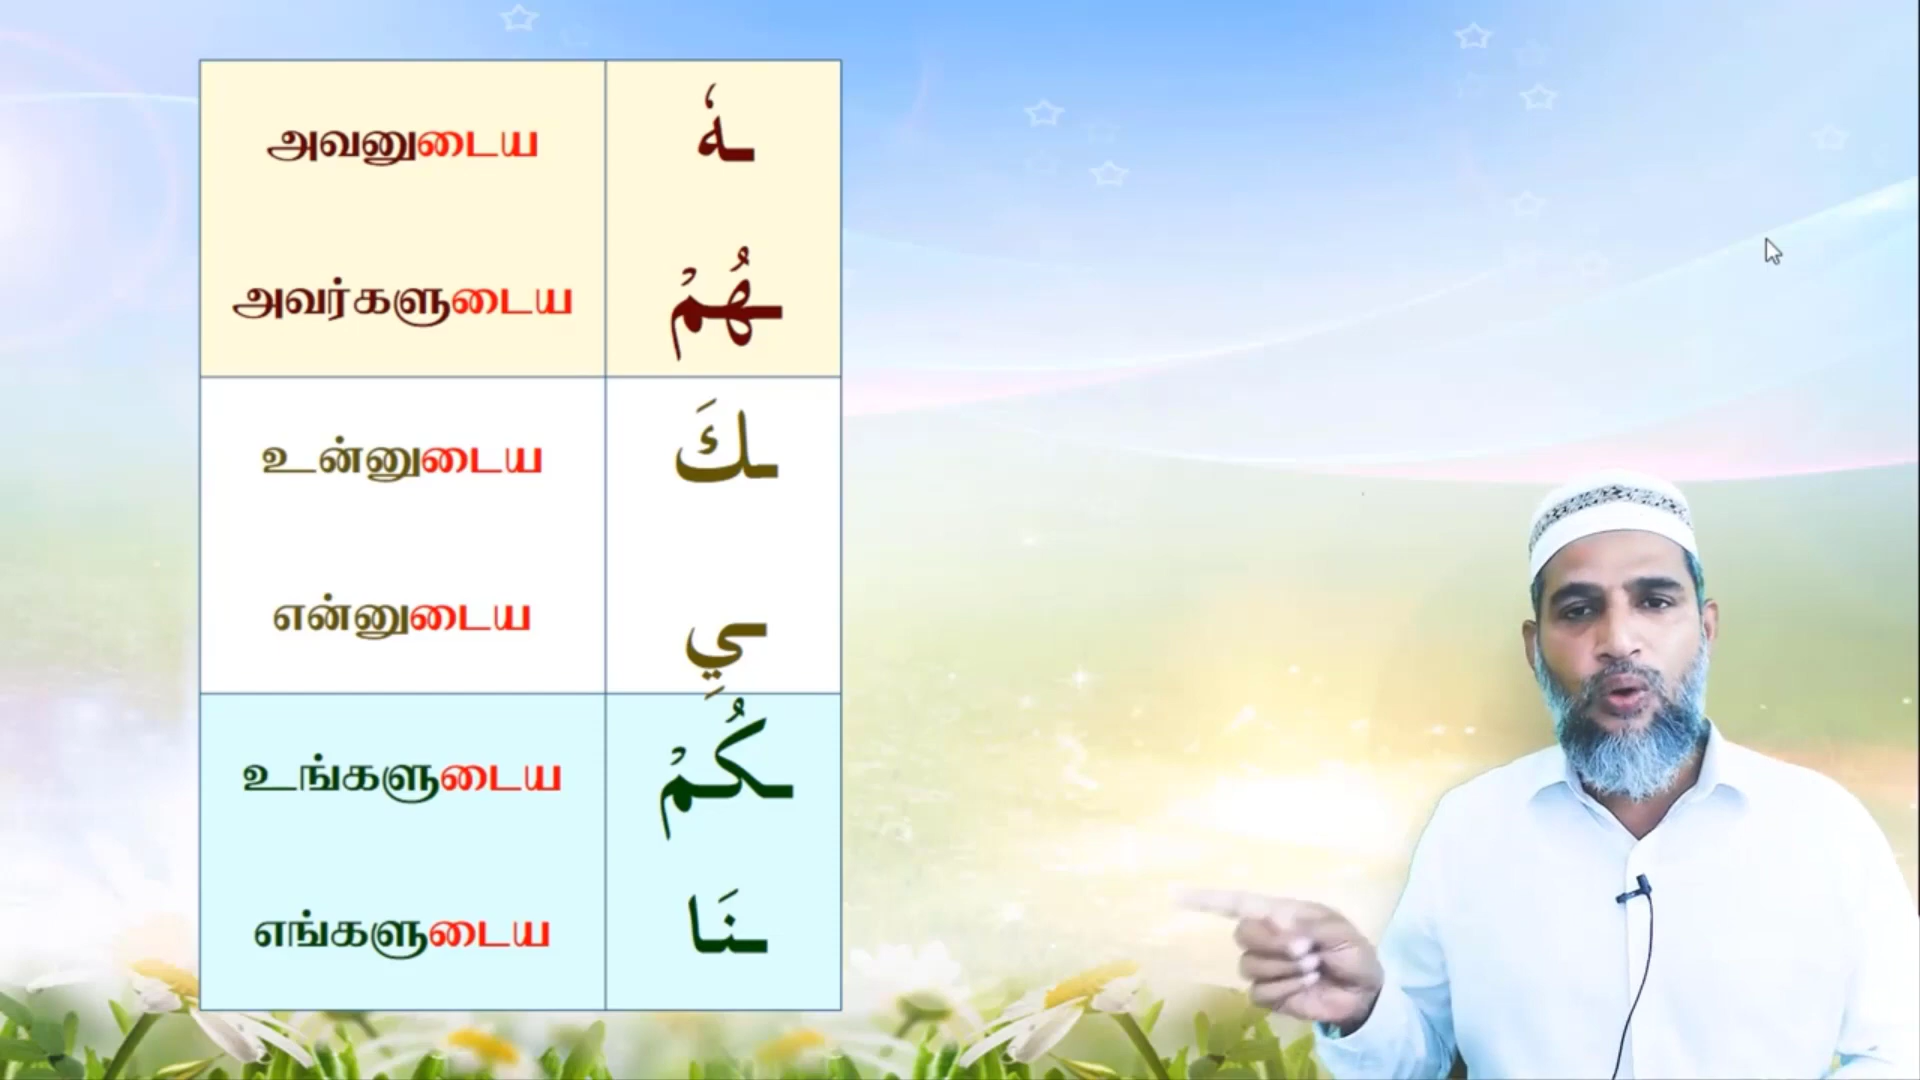 அவனுடைய ـهٗ
அவர்களுடைய ـهُمْ
உன்னுடைய ـكَ
என்னுடைய ـيِ
உங்களுடைய ـكُمْ
எங்களுடைய ـنَا